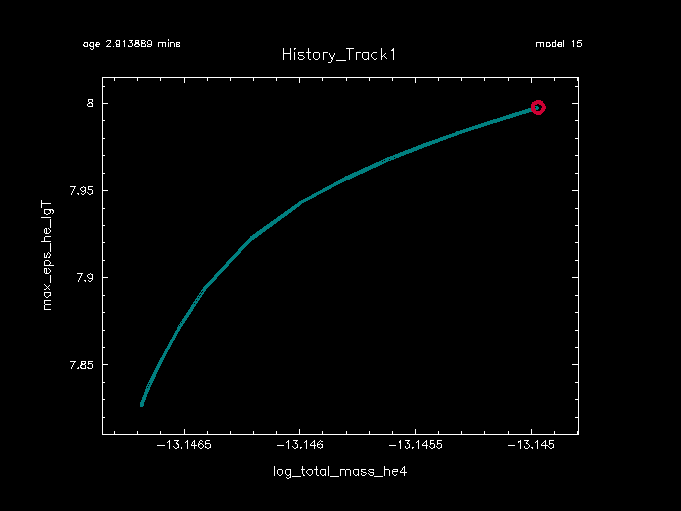 age 2.913889 mins
model 15
History_Track1
8
7.95
7.9
7.85
max_eps_he_lgT
-13.1465
-13.146
-13.1455
-13.145
log_total_mass_he4